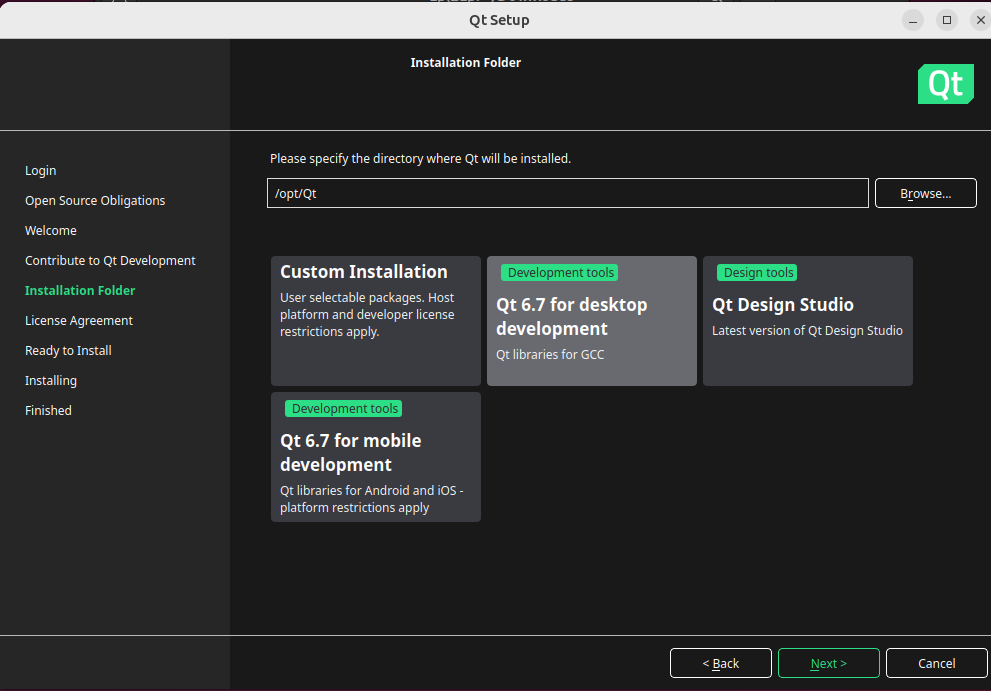 Qt Setup
Installation Folder
Qt
Login
Open Source Obligations
Welcome
Contribute to Qt Development
Installation Folder
License Agreement
Ready to Install
Installing
Finished
Please specify the directory where Qt will be installed.
/opt/Qt
Browse...
Custom Installation
User selectable packages. Host
platform and developer license
restrictions apply.
Development tools
Qt 6.7 for desktop
development
Qt libraries for GCC
Design tools
Qt Design Studio
Latest version of Qt Design Studio
Development tools
Qt 6.7 for mobile
development
Qt libraries for Android and iOS -
platform restrictions apply
< Back
Next >
Cancel